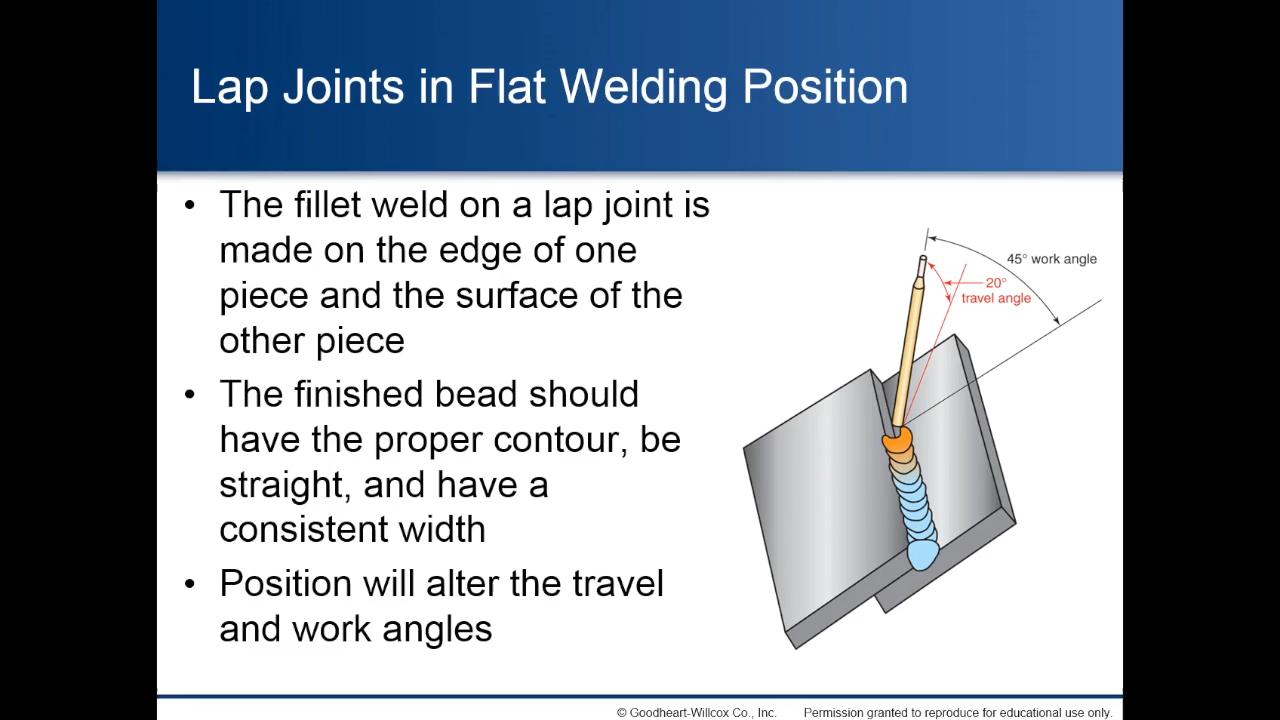 Lap Joints in Flat Welding Position
• The fillet weld on a lap joint is
made on the edge of one
piece and the surface of the
other piece
• The finished bead should
have the proper contour, be
straight, and have a
consistent width
• Position will alter the travel
and work angles
45° work angle
20°
travel angle
© Goodheart-Willcox Co., Inc. Permission granted to reproduce for educational use only.